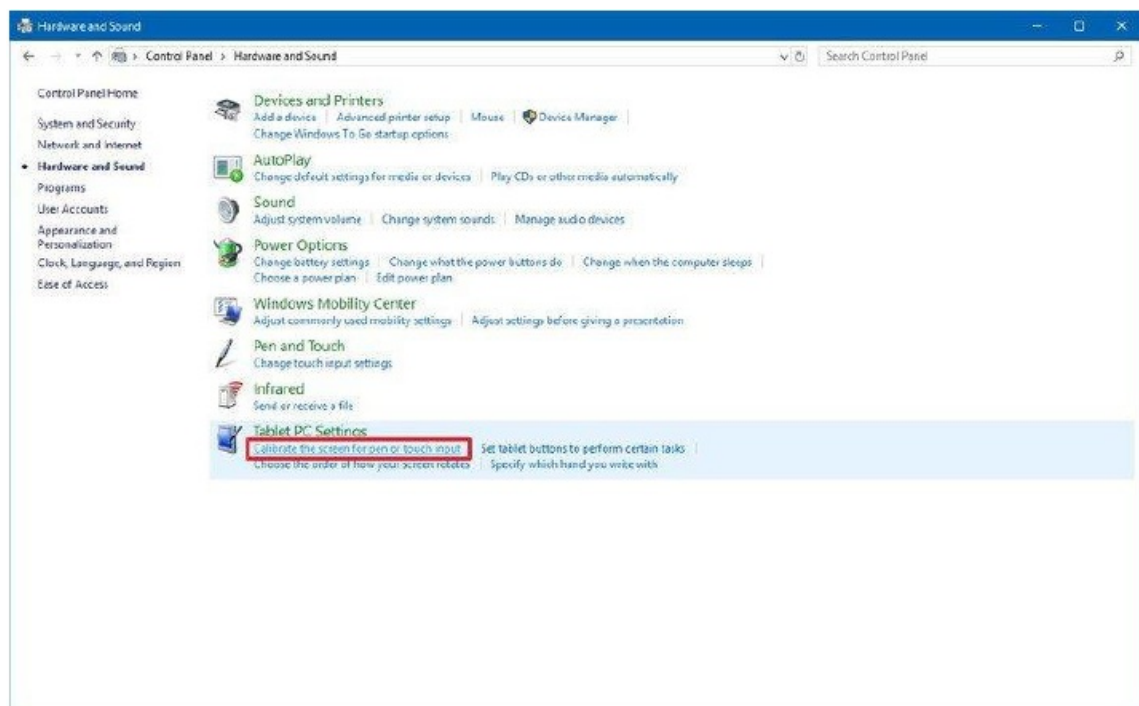 Hardware and Sound
Control Panel > Hardware and Sound
Search Control Panel
Control Panel Home
System and Security
Network and Internet
Hardware and Sound
Programs
User Accounts
Appearance and
Personalization
Clock, Language, and Region
Ease of Access
Devices and Printers
Add a device | Advanced printer setup | Mouse | Device Manager |
Change Windows To Go startup options
AutoPlay
Change default settings for media or devices | Play CDs or other media automatically
Sound
Adjust system volume | Change system sounds | Manage audio devices
Power Options
Change battery settings | Change what the power buttons do | Change when the computer sleeps |
Choose a power plan | Edit power plan
Windows Mobility Center
Adjust commonly used mobility settings | Adjust settings before giving a presentation
Pen and Touch
Change touch input settings
Infrared
Send or receive a file
Tablet PC Settings
Calibrate the screen for pen or touch input | Set tablet buttons to perform certain tasks |
Choose the order of how your screen rotates | Specify which hand you write with